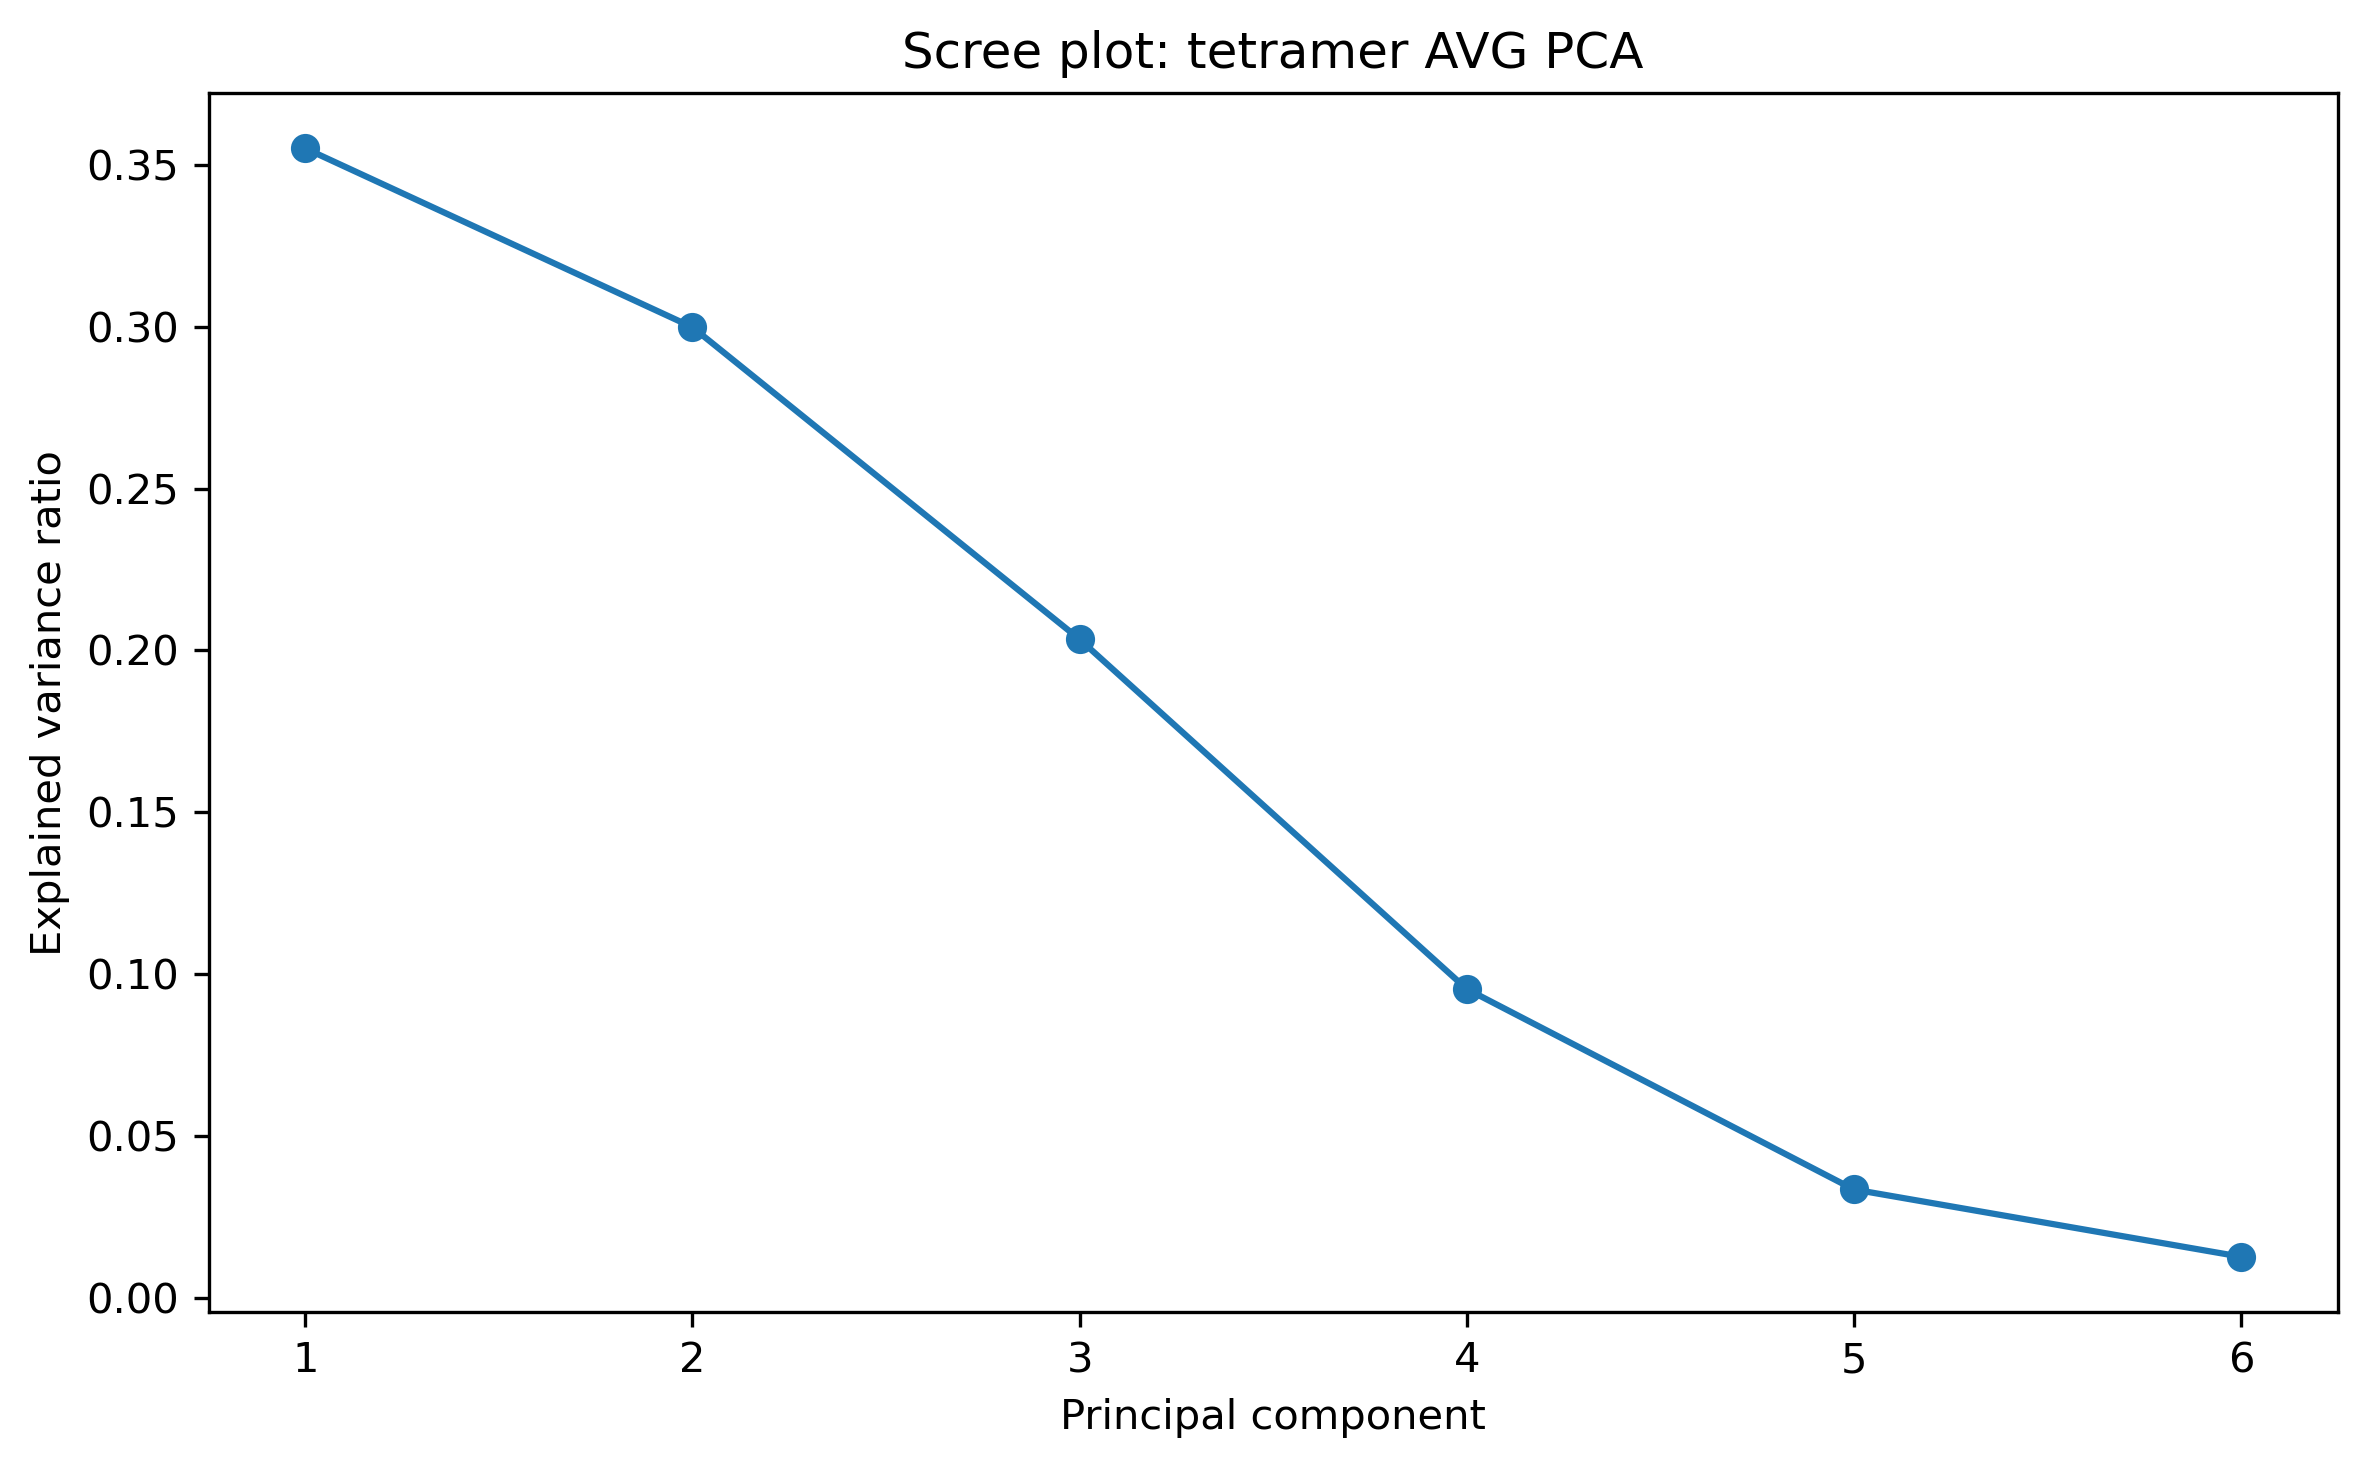 Scree plot: tetramer AVG PCA
Explained variance ratio
0.35
0.30
0.25
0.20
0.15
0.10
0.05
0.00
1 2 3 4 5 6
Principal component